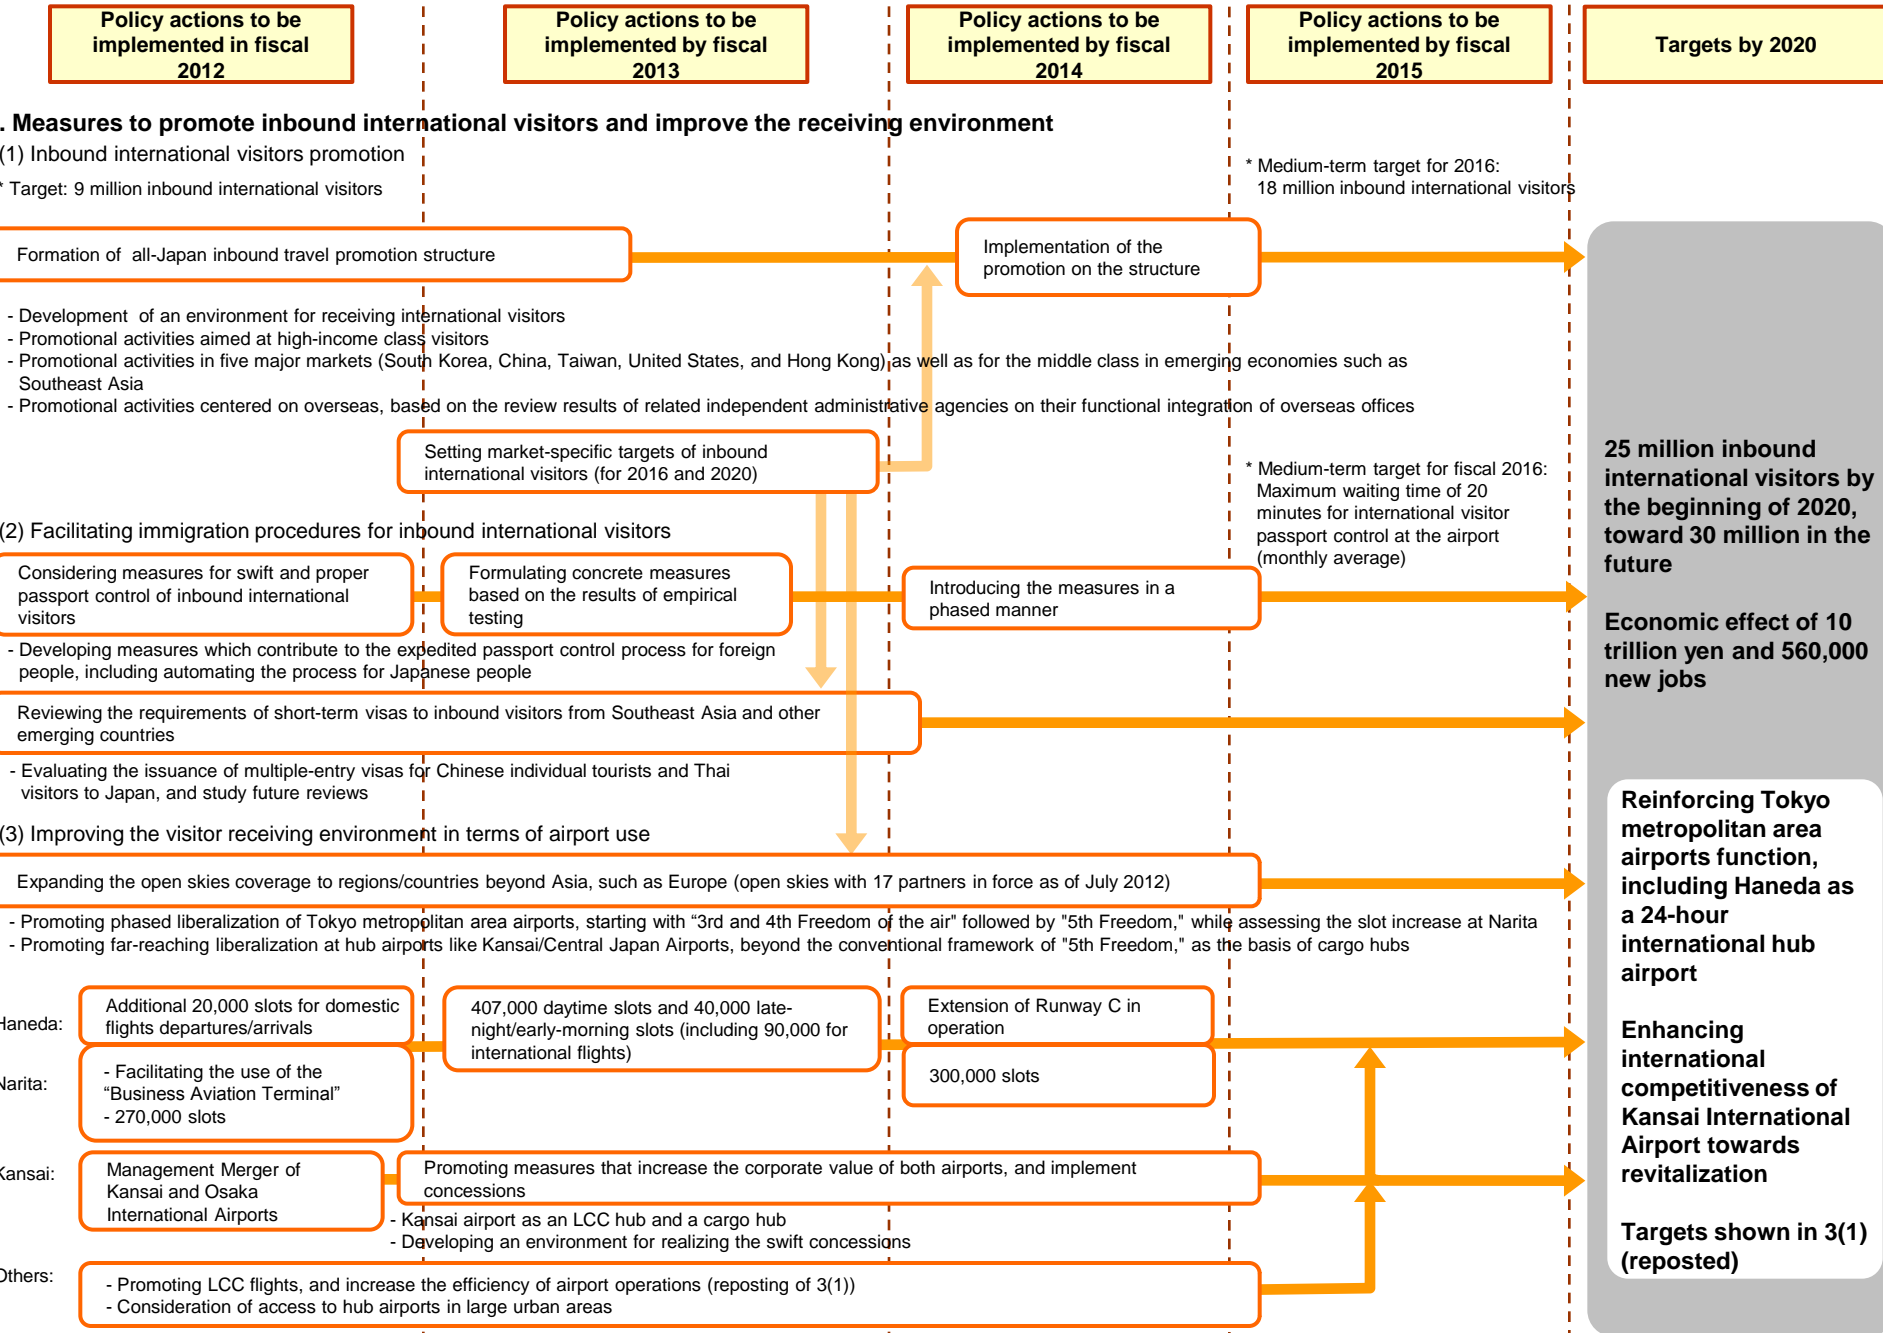 Policy actions to be
implemented in fiscal
2012
Policy actions to be
implemented by fiscal
2013
Policy actions to be
implemented by fiscal
2014
Policy actions to be
implemented by fiscal
2015
Targets by 2020
. Measures to promote inbound international visitors and improve the receiving environment
(1) Inbound international visitors promotion
* Target: 9 million inbound international visitors
* Medium-term target for 2016:
18 million inbound international visitors
Formation of all-Japan inbound travel promotion structure
Implementation of the
promotion on the structure
- Development of an environment for receiving international visitors
- Promotional activities aimed at high-income class visitors
- Promotional activities in five major markets (South Korea, China, Taiwan, United States, and Hong Kong) as well as for the middle class in emerging economies such as
Southeast Asia
- Promotional activities centered on overseas, based on the review results of related independent administrative agencies on their functional integration of overseas offices
Setting market-specific targets of inbound
international visitors (for 2016 and 2020)
* Medium-term target for fiscal 2016:
Maximum waiting time of 20
minutes for international visitor
passport control at the airport
(monthly average)
(2) Facilitating immigration procedures for inbound international visitors
Considering measures for swift and proper
passport control of inbound international
visitors
Formulating concrete measures
based on the results of empirical
testing
Introducing the measures in a
phased manner
- Developing measures which contribute to the expedited passport control process for foreign
people, including automating the process for Japanese people
Reviewing the requirements of short-term visas to inbound visitors from Southeast Asia and other
emerging countries
- Evaluating the issuance of multiple-entry visas for Chinese individual tourists and Thai
visitors to Japan, and study future reviews
(3) Improving the visitor receiving environment in terms of airport use
Expanding the open skies coverage to regions/countries beyond Asia, such as Europe (open skies with 17 partners in force as of July 2012)
- Promoting phased liberalization of Tokyo metropolitan area airports, starting with “3rd and 4th Freedom of the air" followed by "5th Freedom," while assessing the slot increase at Narita
- Promoting far-reaching liberalization at hub airports like Kansai/Central Japan Airports, beyond the conventional framework of "5th Freedom," as the basis of cargo hubs
Haneda:
Additional 20,000 slots for domestic
flights departures/arrivals
407,000 daytime slots and 40,000 late-
night/early-morning slots (including 90,000 for
international flights)
Extension of Runway C in
operation
Narita:
- Facilitating the use of the
“Business Aviation Terminal”
- 270,000 slots
300,000 slots
Kansai:
Management Merger of
Kansai and Osaka
International Airports
Promoting measures that increase the corporate value of both airports, and implement
concessions
- Kansai airport as an LCC hub and a cargo hub
- Developing an environment for realizing the swift concessions
Others:
- Promoting LCC flights, and increase the efficiency of airport operations (reposting of 3(1))
- Consideration of access to hub airports in large urban areas
25 million inbound
international visitors by
the beginning of 2020,
toward 30 million in the
future
Economic effect of 10
trillion yen and 560,000
new jobs
Reinforcing Tokyo
metropolitan area
airports function,
including Haneda as
a 24-hour
international hub
airport
Enhancing
international
competitiveness of
Kansai International
Airport towards
revitalization
Targets shown in 3(1)
(reposted)